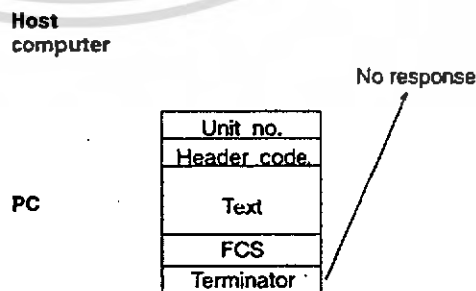 Host
computer
No response
Unit no.
Header code
PC
Text
FCS
Terminator